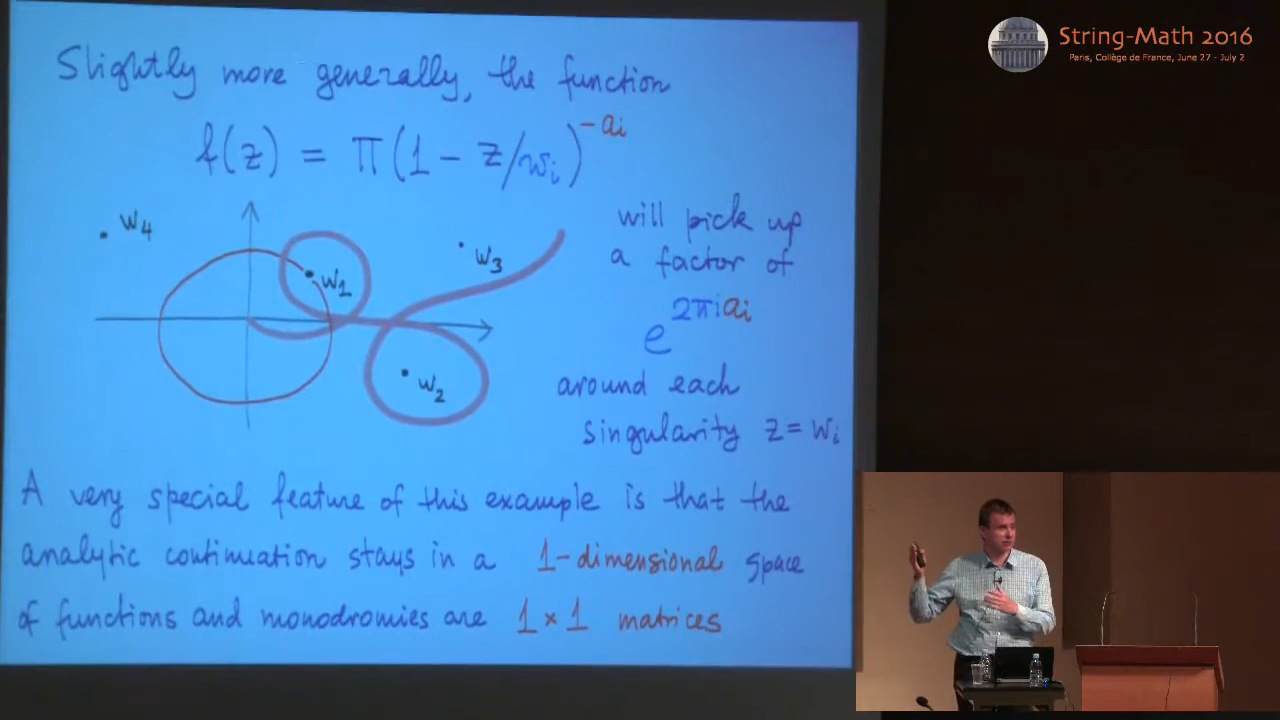 String-Math 2016
Paris, Collège de France, June 27 - July 2
Slightly more generally, the function
f(z) = Π(1 - z/wᵢ)^{-aᵢ}
w₄
w₁
w₃
w₂
will pick up
a factor of
e^{2πi aᵢ}
around each
singularity z = wᵢ
A very special feature of this example is that the
analytic continuation stays in a 1-dimensional space
of functions and monodromies are 1 × 1 matrices